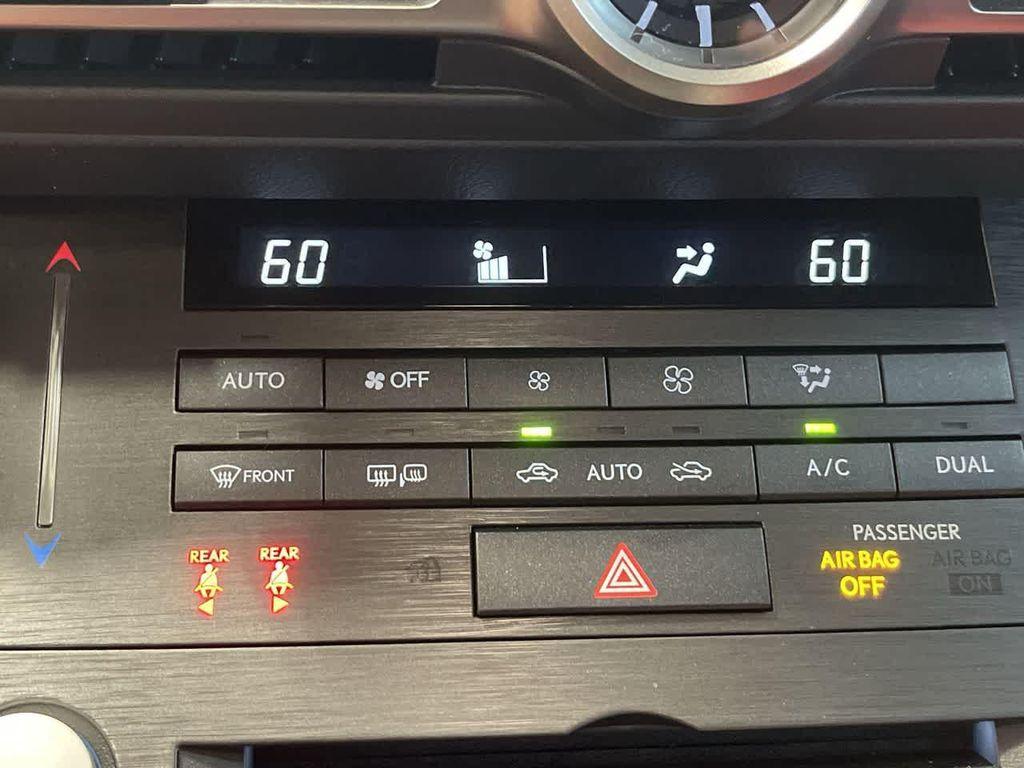 60 60
AUTO OFF
FRONT AUTO A/C DUAL
PASSENGER
REAR REAR AIR BAG AIR BAG
OFF ON